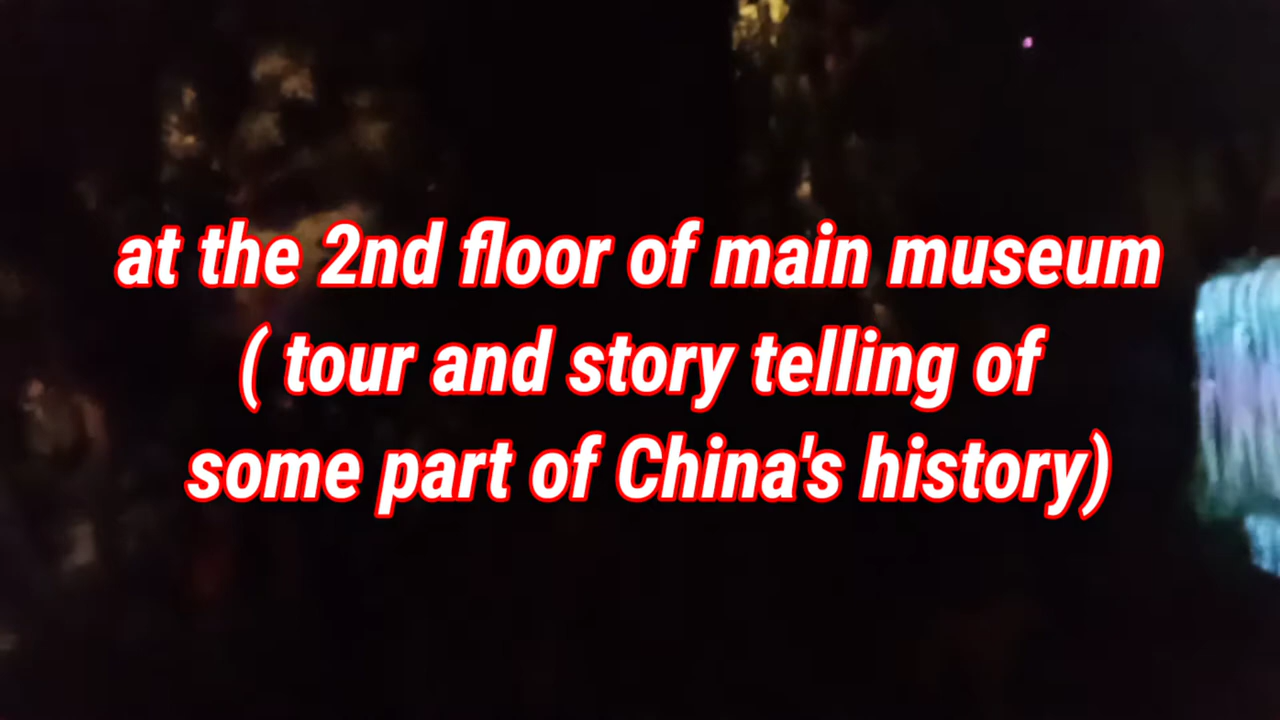 at the 2nd floor of main museum
( tour and story telling of
some part of China's history)